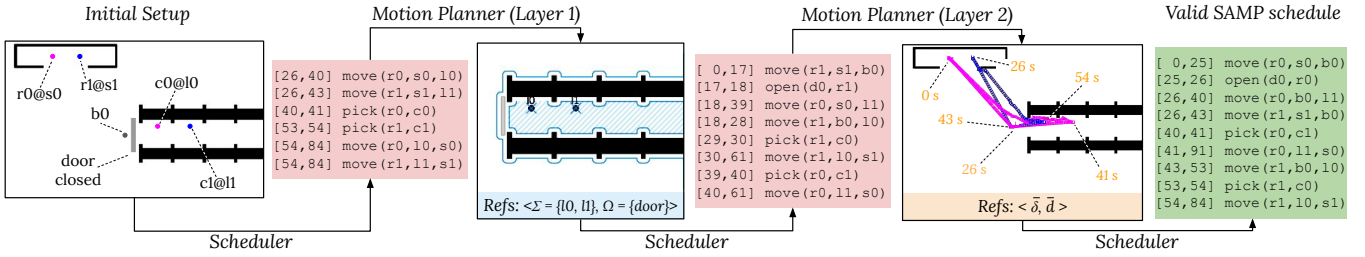 Initial Setup
r0@s0
r1@s1
c0@l0
b0
door
closed
c1@l1
Scheduler
[26,40] move(r0,s0,l0)
[26,43] move(r1,s1,l1)
[40,41] pick(r0,c0)
[53,54] pick(r1,c1)
[54,84] move(r0,l0,s0)
[54,84] move(r1,l1,s1)
Motion Planner (Layer 1)
l0
l1
Refs: <Σ = {l0, l1}, Ω = {door}>
Scheduler
[ 0,17] move(r1,s1,b0)
[17,18] open(d0,r1)
[18,39] move(r0,s0,l1)
[18,28] move(r1,b0,l0)
[29,30] pick(r1,c0)
[30,61] move(r1,l0,s1)
[39,40] pick(r0,c1)
[40,61] move(r0,l1,s0)
Motion Planner (Layer 2)
26 s
0 s
54 s
43 s
26 s
41 s
Refs: < δ̄, d̄ >
Scheduler
Valid SAMP schedule
[ 0,25] move(r0,s0,b0)
[25,26] open(d0,r0)
[26,40] move(r0,b0,l1)
[26,43] move(r1,s1,b0)
[40,41] pick(r0,c1)
[41,91] move(r0,l1,s0)
[43,53] move(r1,b0,l0)
[53,54] pick(r1,c0)
[54,84] move(r1,l0,s1)